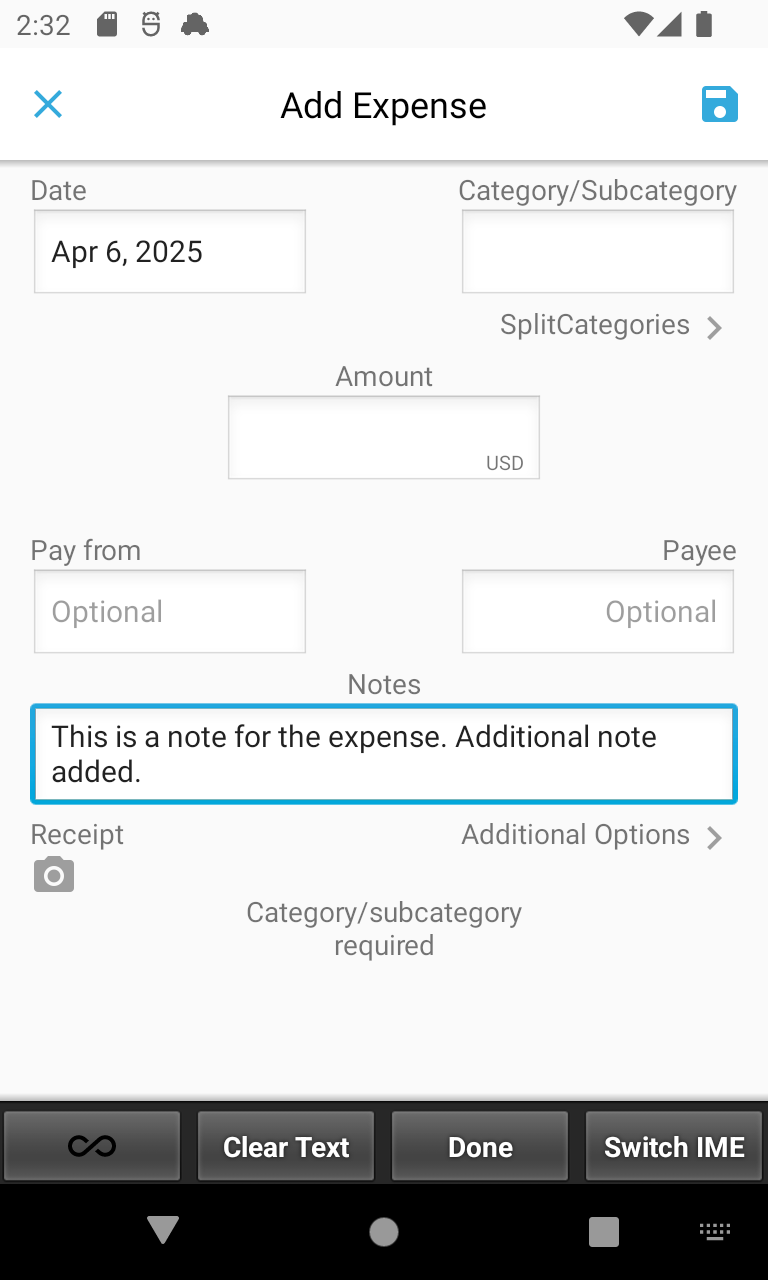 2:32
Add Expense
Date
Category/Subcategory
Apr 6, 2025
SplitCategories
Amount
USD
Pay from
Payee
Optional
Optional
Notes
This is a note for the expense. Additional note
added.
Receipt
Additional Options
Category/subcategory
required
Clear Text
Done
Switch IME